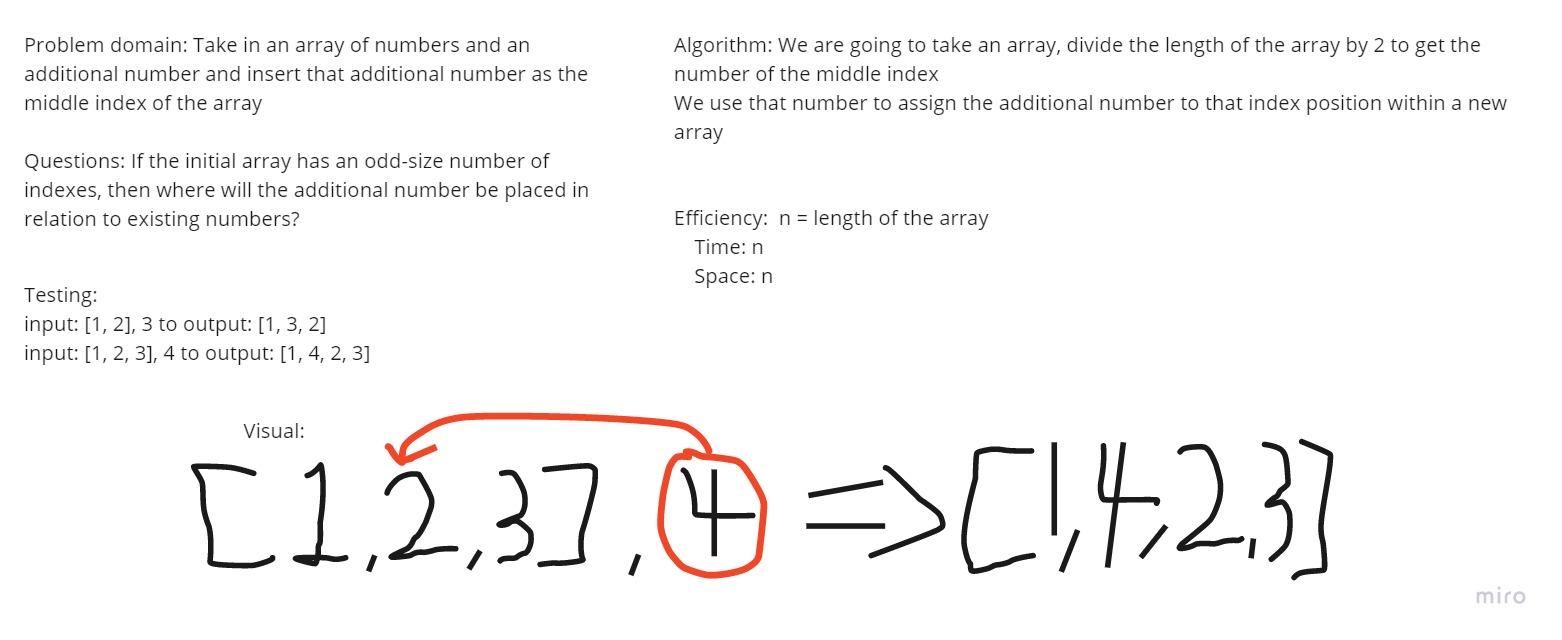 Problem domain: Take in an array of numbers and an
additional number and insert that additional number as the
middle index of the array
Questions: If the initial array has an odd-size number of
indexes, then where will the additional number be placed in
relation to existing numbers?
Testing:
input: [1, 2], 3 to output: [1, 3, 2]
input: [1, 2, 3], 4 to output: [1, 4, 2, 3]
Algorithm: We are going to take an array, divide the length of the array by 2 to get the
number of the middle index
We use that number to assign the additional number to that index position within a new
array
Efficiency:  n = length of the array
Time: n
Space: n
Visual:
[1,2,3], 4 => [1,4,2,3]
miro